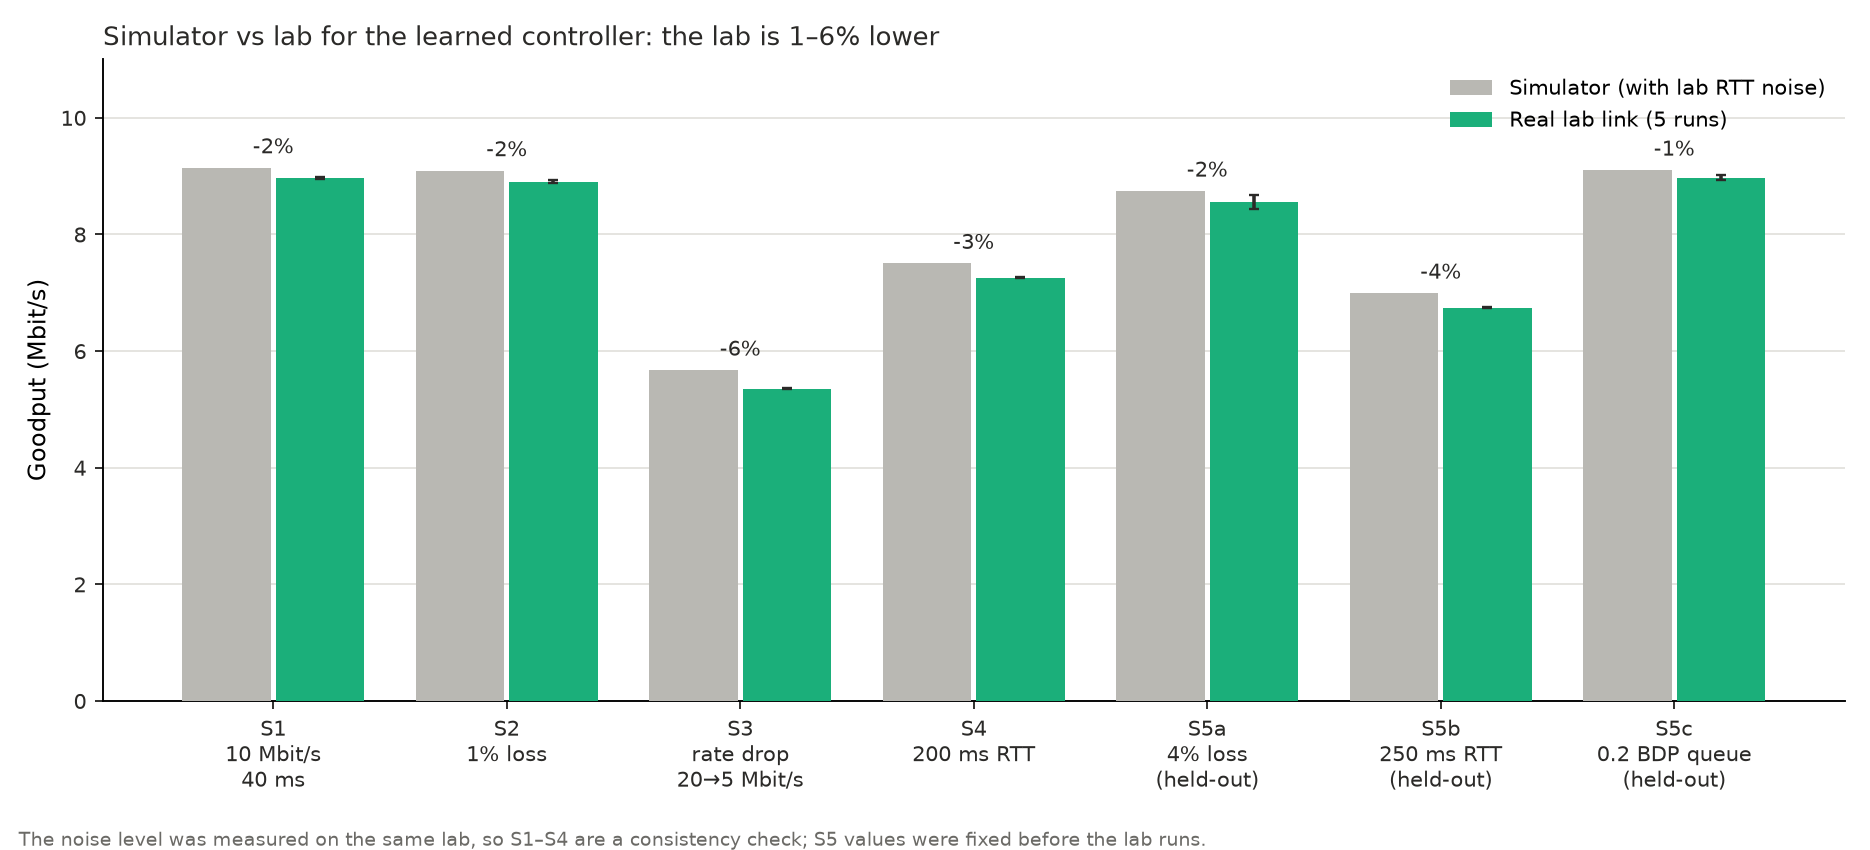 Simulator vs lab for the learned controller: the lab is 1–6% lower
Simulator (with lab RTT noise)
Real lab link (5 runs)
Goodput (Mbit/s)
10
8
6
4
2
0
-2%
-2%
-6%
-3%
-2%
-4%
-1%
S1
10 Mbit/s
40 ms
S2
1% loss
S3
rate drop
20→5 Mbit/s
S4
200 ms RTT
S5a
4% loss
(held-out)
S5b
250 ms RTT
(held-out)
S5c
0.2 BDP queue
(held-out)
The noise level was measured on the same lab, so S1–S4 are a consistency check; S5 values were fixed before the lab runs.